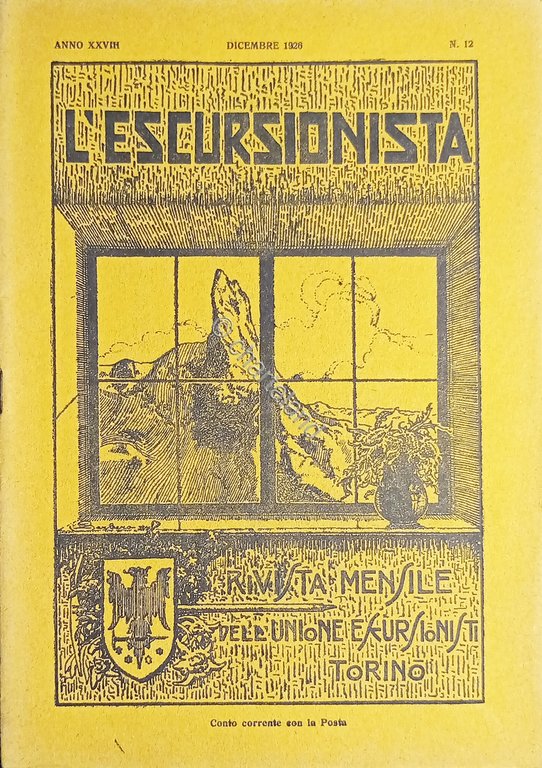 ANNO XXVIII
DICEMBRE 1926
N. 12
L'ESCURSIONISTA
RIVISTA MENSILE
DELL'UNIONE ESCURSIONISTI
TORINO
Conto corrente con la Posta